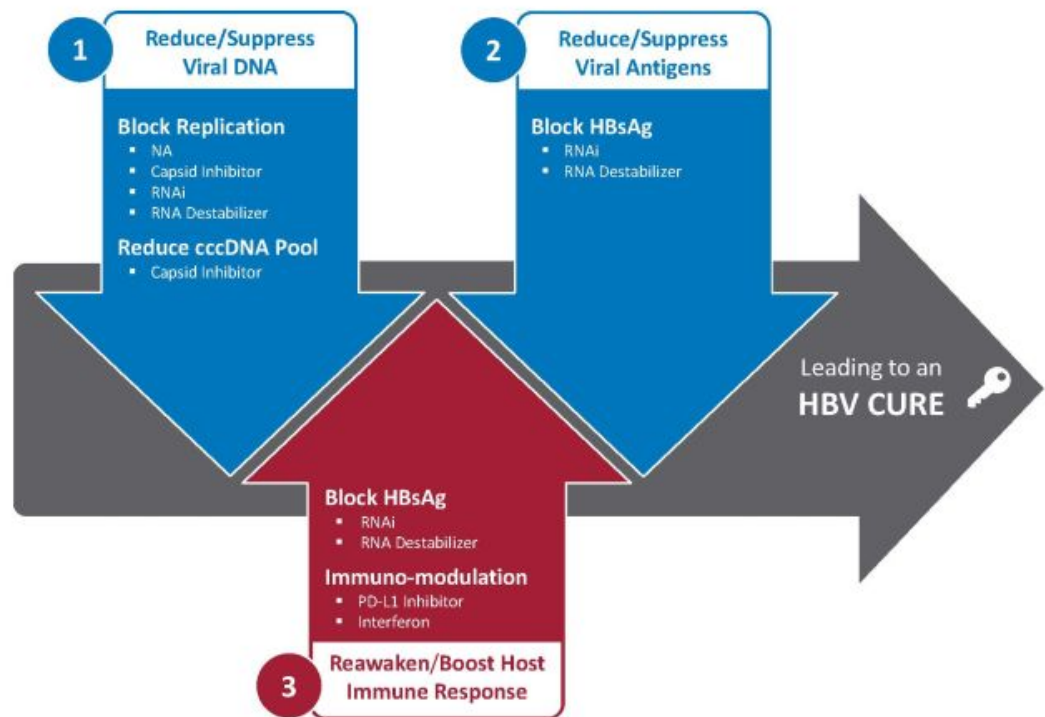 1
Reduce/Suppress
Viral DNA
Block Replication
▪ NA
▪ Capsid Inhibitor
▪ RNAi
▪ RNA Destabilizer
Reduce cccDNA Pool
▪ Capsid Inhibitor
2
Reduce/Suppress
Viral Antigens
Block HBsAg
▪ RNAi
▪ RNA Destabilizer
Leading to an
HBV CURE
Block HBsAg
▪ RNAi
▪ RNA Destabilizer
Immuno-modulation
▪ PD-L1 Inhibitor
▪ Interferon
3
Reawaken/Boost Host
Immune Response